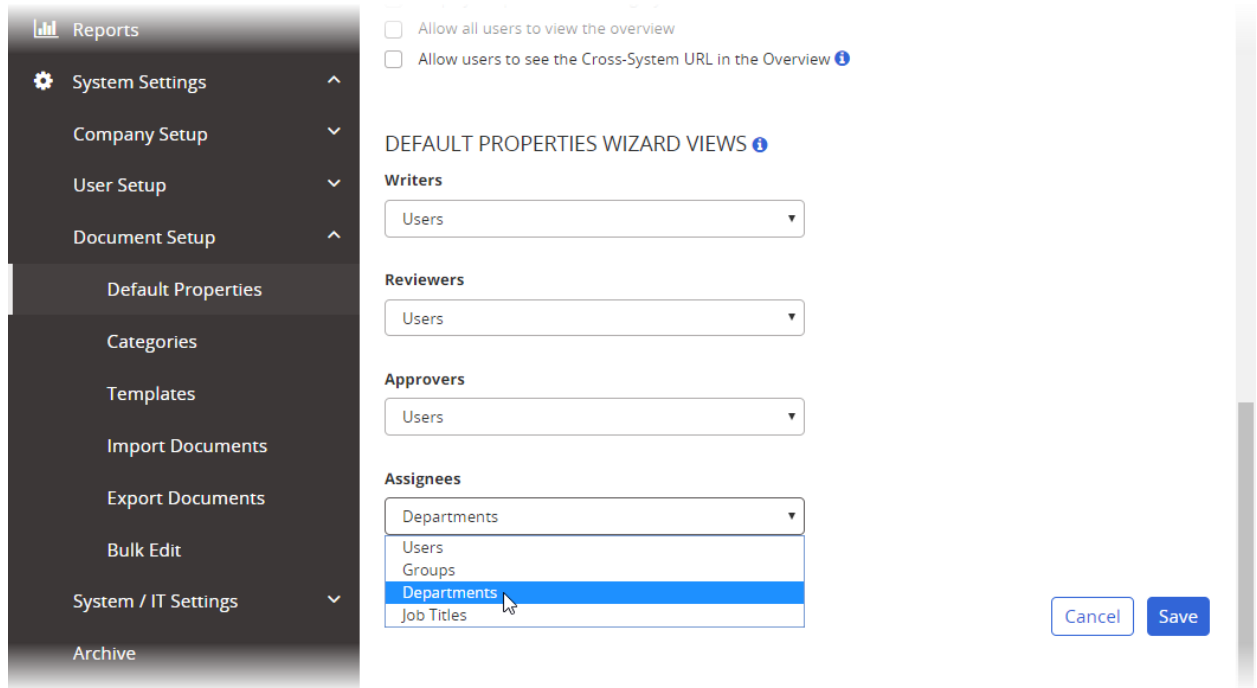 Reports
System Settings
Company Setup
User Setup
Document Setup
Default Properties
Categories
Templates
Import Documents
Export Documents
Bulk Edit
System / IT Settings
Archive
Allow all users to view the overview
Allow users to see the Cross-System URL in the Overview
DEFAULT PROPERTIES WIZARD VIEWS
Writers
Users
Reviewers
Users
Approvers
Users
Assignees
Departments
Users
Groups
Departments
Job Titles
Cancel
Save